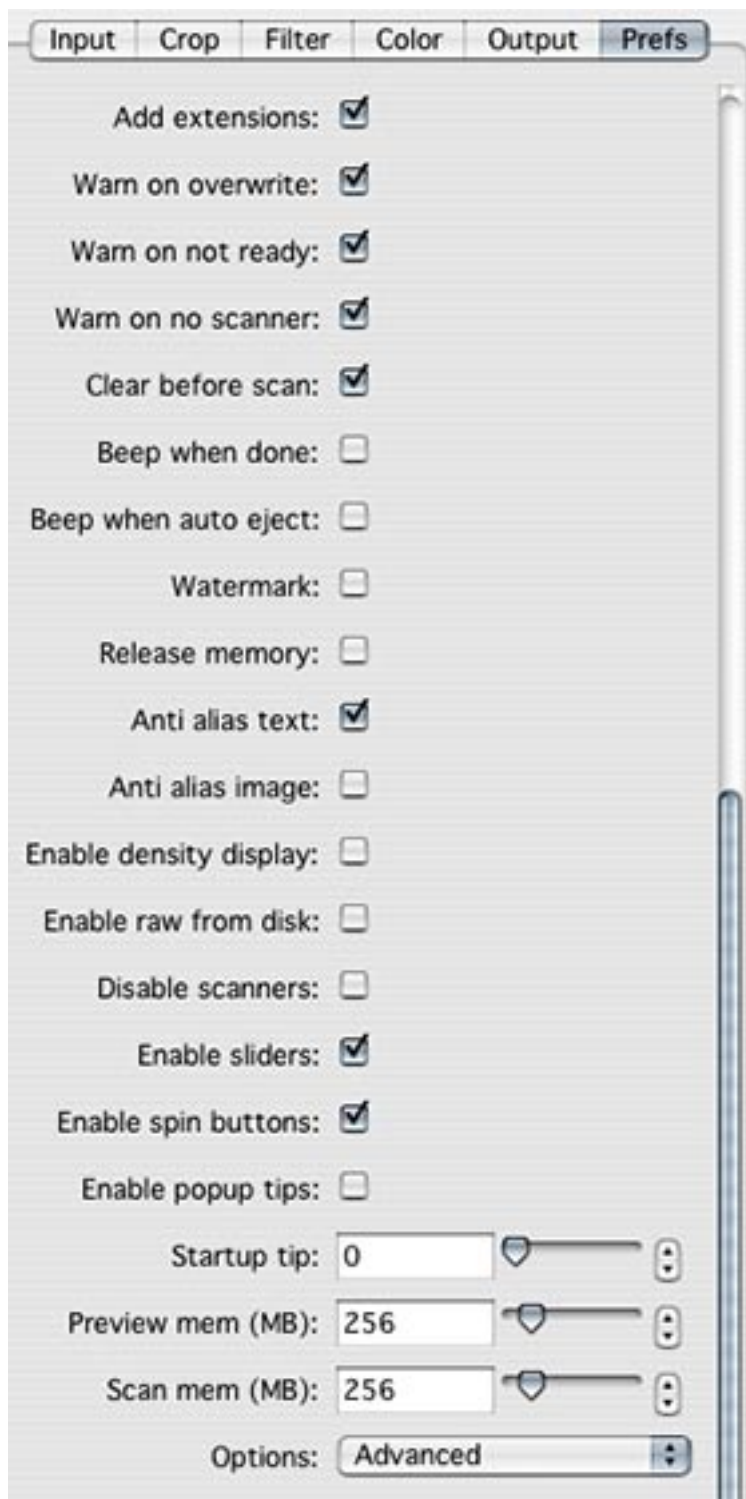 Input Crop Filter Color Output Prefs
Add extensions:
Warn on overwrite:
Warn on not ready:
Warn on no scanner:
Clear before scan:
Beep when done:
Beep when auto eject:
Watermark:
Release memory:
Anti alias text:
Anti alias image:
Enable density display:
Enable raw from disk:
Disable scanners:
Enable sliders:
Enable spin buttons:
Enable popup tips:
Startup tip: 0
Preview mem (MB): 256
Scan mem (MB): 256
Options: Advanced